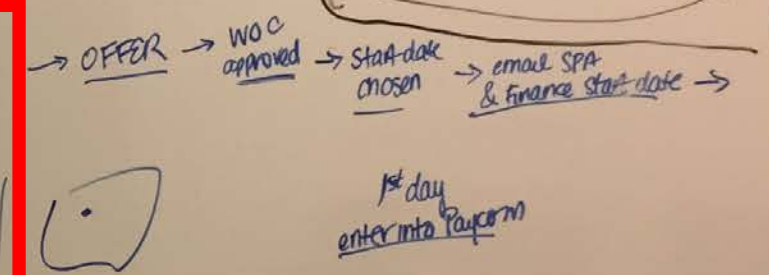 → OFFER → WOC approved → Start date chosen → email SPA & Finance start date →
1st day
enter into Paycom